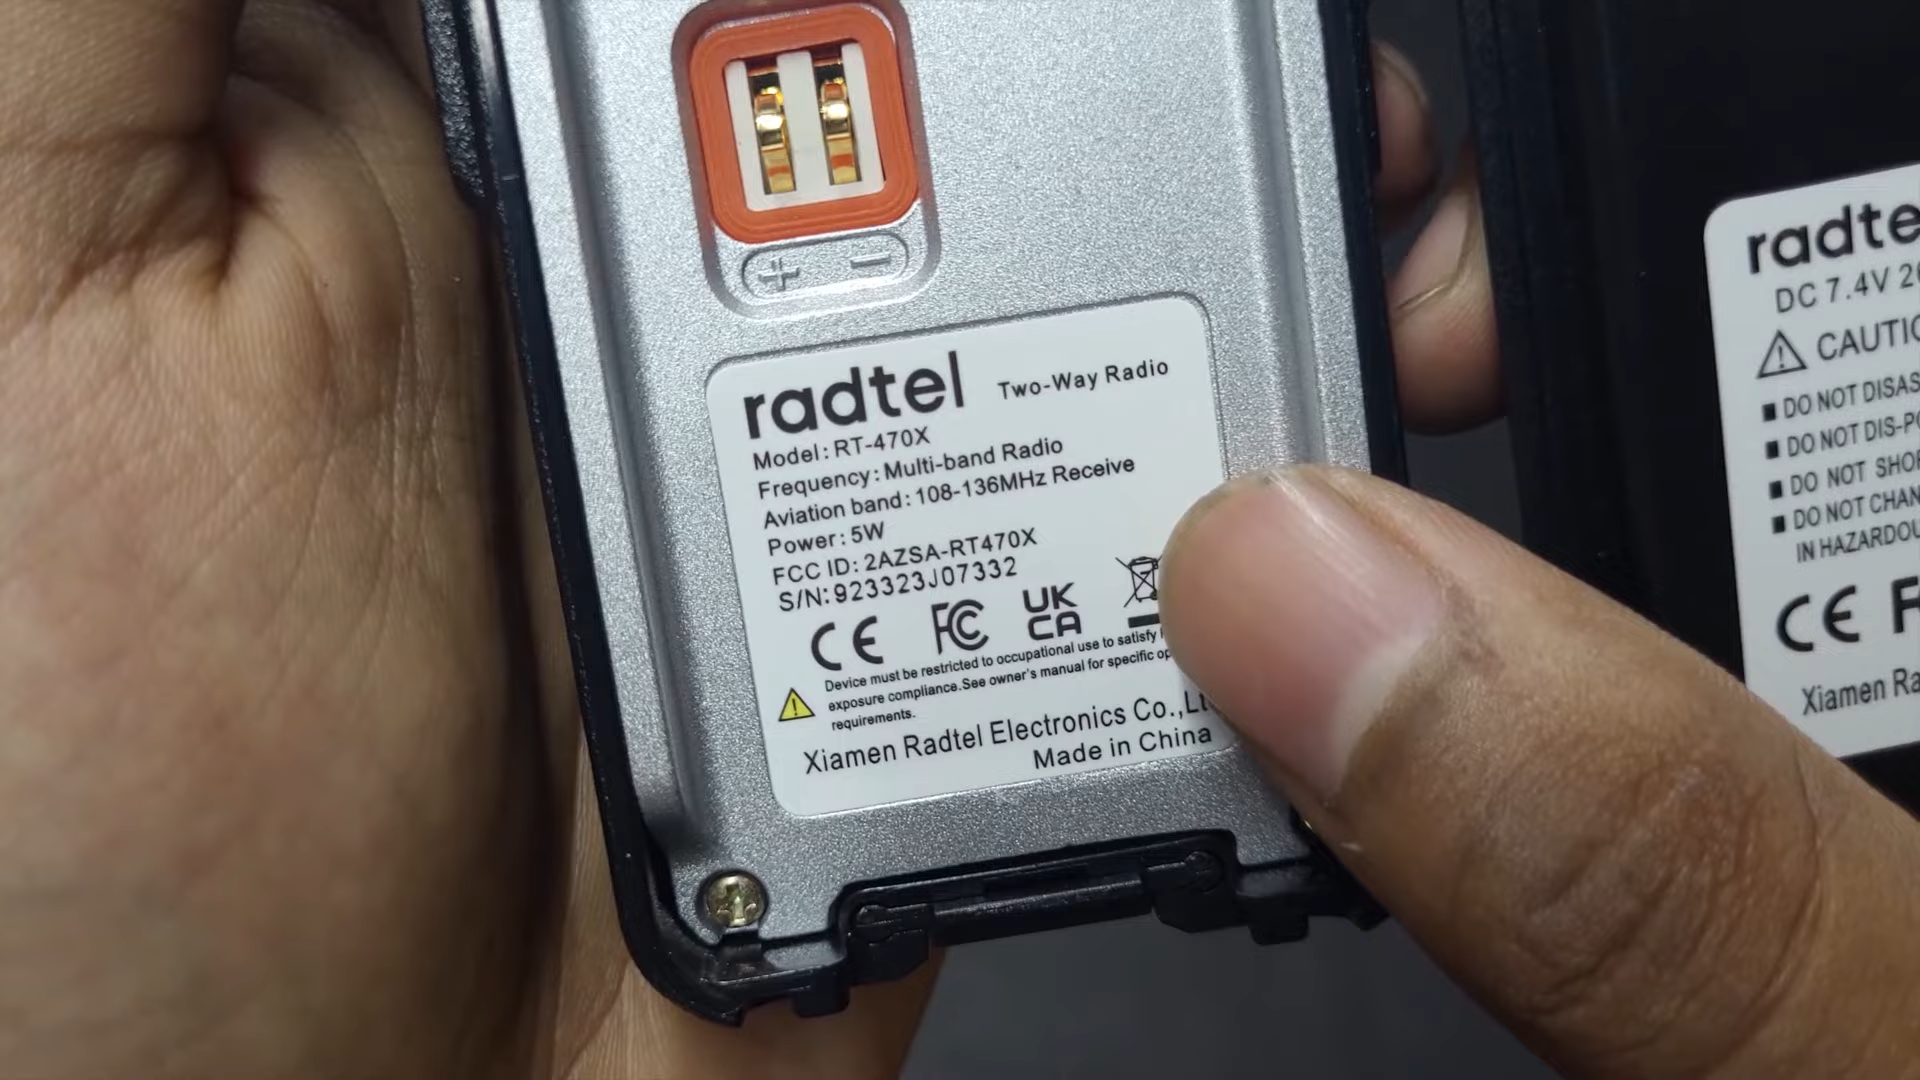 radtel Two-Way Radio
Model: RT-470X
Frequency: Multi-band Radio
Aviation band: 108-136MHz Receive
Power: 5W
FCC ID: 2AZSA-RT470X
S/N: 923323J07332
CE FC UK CA
Device must be restricted to occupational use to satisfy
exposure compliance.See owner's manual for specific
requirements.
Xiamen Radtel Electronics Co.,
Made in China
DC 7.4V
DO NOT
DO NOT
DO NOT
DO NOT
IN
CE
Xiamen